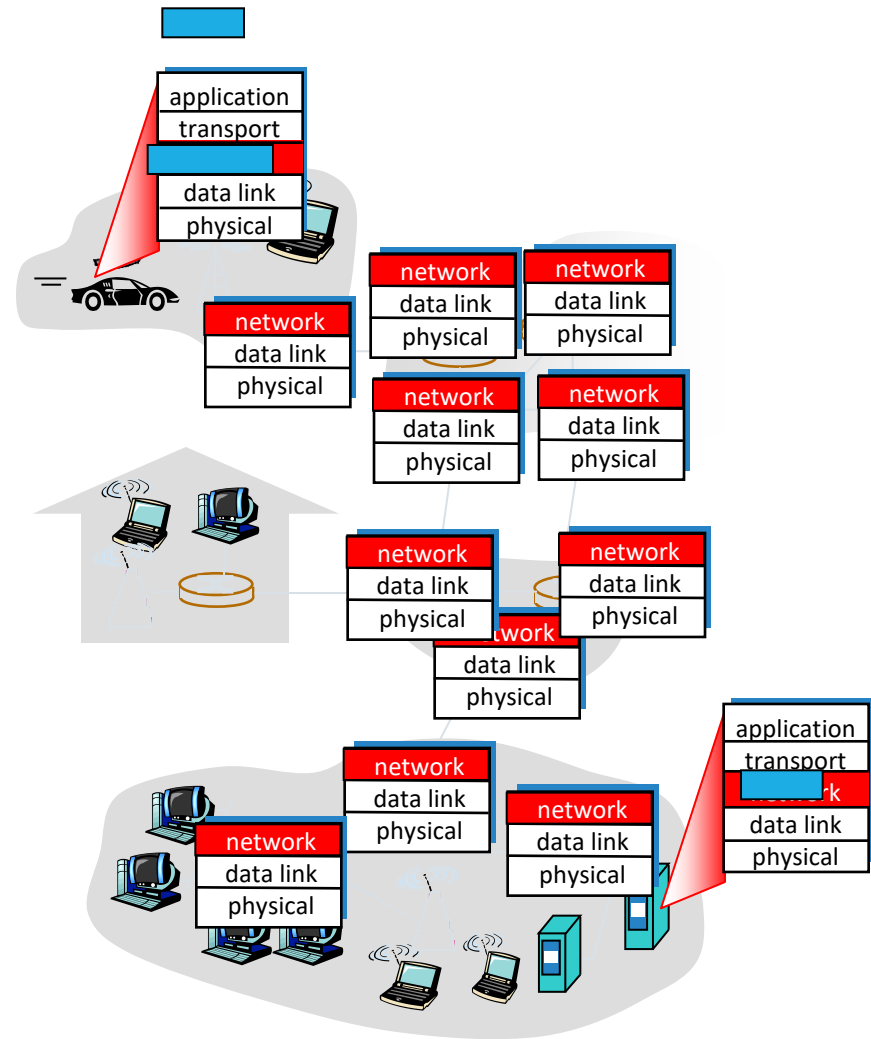 application
transport
data link
physical
network
data link
physical
network
data link
physical
network
data link
physical
network
data link
physical
network
data link
physical
network
data link
physical
network
data link
physical
network
data link
physical
application
transport
data link
physical
network
data link
physical
network
data link
physical
network
data link
physical